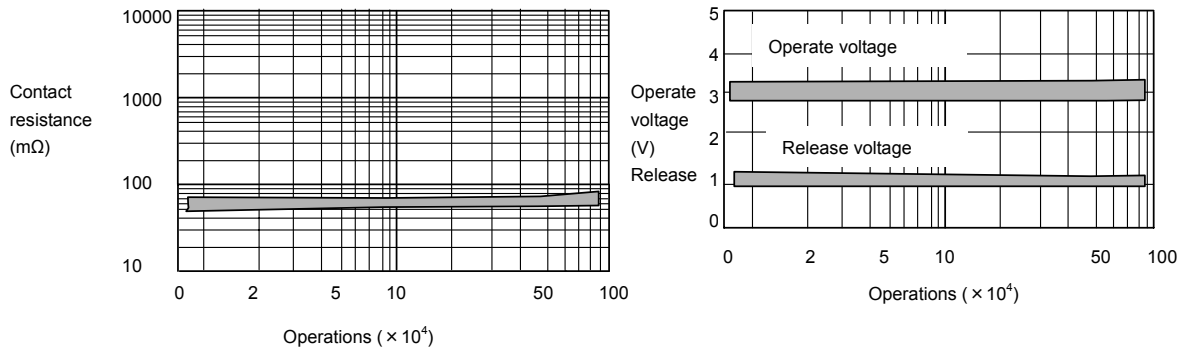 10000
1000
100
10
Contact
resistance
(mΩ)
0 2 5 10 50 100
Operations ( × 10⁴)
5
4
3
2
1
0
Operate voltage
Release voltage
Operate
voltage
(V)
Release
0 2 5 10 50 100
Operations ( × 10⁴)